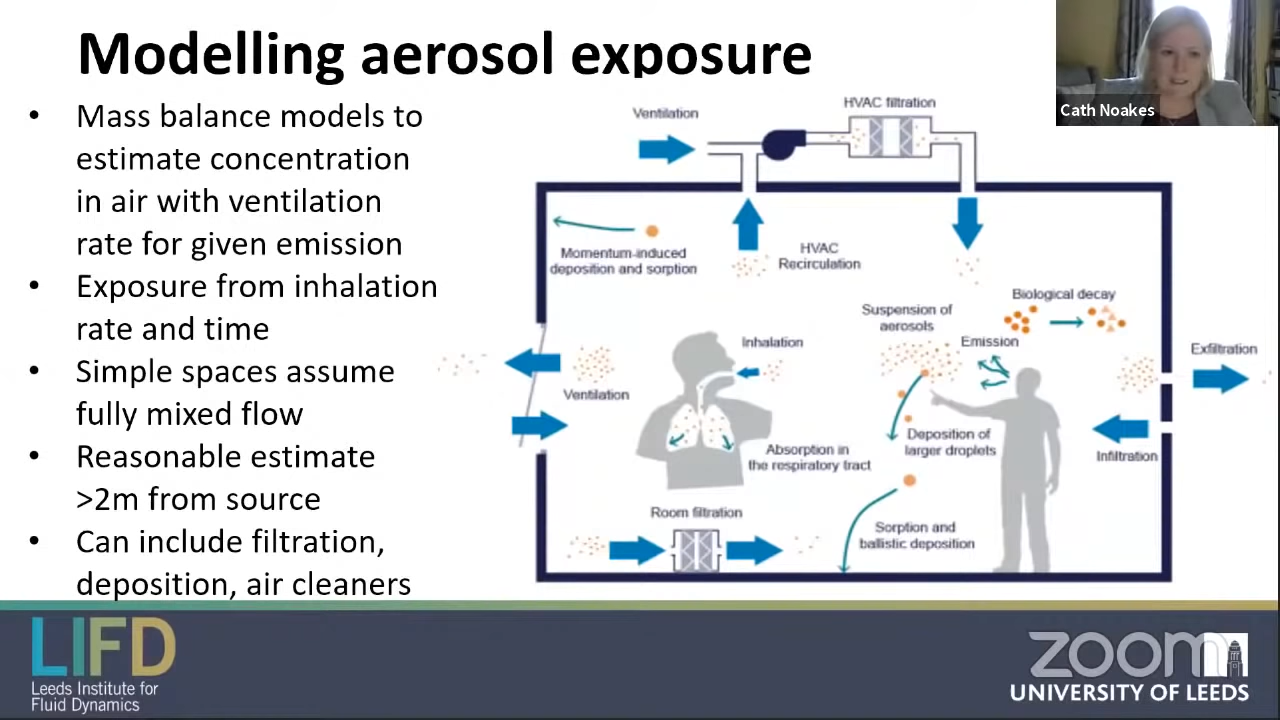 Modelling aerosol exposure
• Mass balance models to
estimate concentration
in air with ventilation
rate for given emission
• Exposure from inhalation
rate and time
• Simple spaces assume
fully mixed flow
• Reasonable estimate
>2m from source
• Can include filtration,
deposition, air cleaners
Ventilation
HVAC filtration
Momentum-induced
deposition and sorption
HVAC
Recirculation
Suspension of
aerosols
Biological decay
Emission
Inhalation
Exfiltration
Ventilation
Absorption in
the respiratory tract
Deposition of
larger droplets
Infiltration
Room filtration
Sorption and
ballistic deposition
Cath Noakes
LIFD
Leeds Institute for
Fluid Dynamics
zoom
UNIVERSITY OF LEEDS